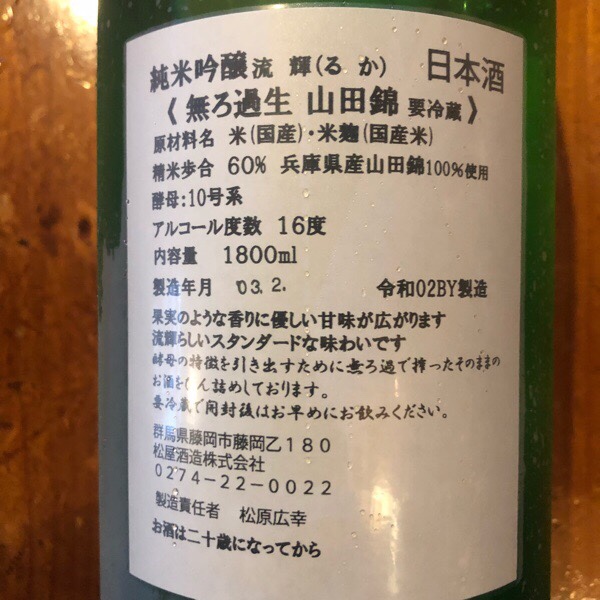 純米吟醸 流 輝(る か) 日本酒
《 無ろ過生 山田錦 要冷蔵 》
原材料名 米(国産)・米麹(国産米)
精米歩合 60% 兵庫県産山田錦100%使用
酵母:10号系
アルコール度数 16度
内容量 1800ml
製造年月 03.2. 令和02BY製造
果実のような香りに優しい甘味が広がります
流輝らしいスタンダードな味わいです
酵母の特徴を引き出すために無ろ過で搾ったそのままの
お酒をびん詰めしております。
要冷蔵で開封後はお早めにお飲みください。
群馬県藤岡市藤岡乙180
松屋酒造株式会社
0274-22-0022
製造責任者 松原広幸
お酒は二十歳になってから